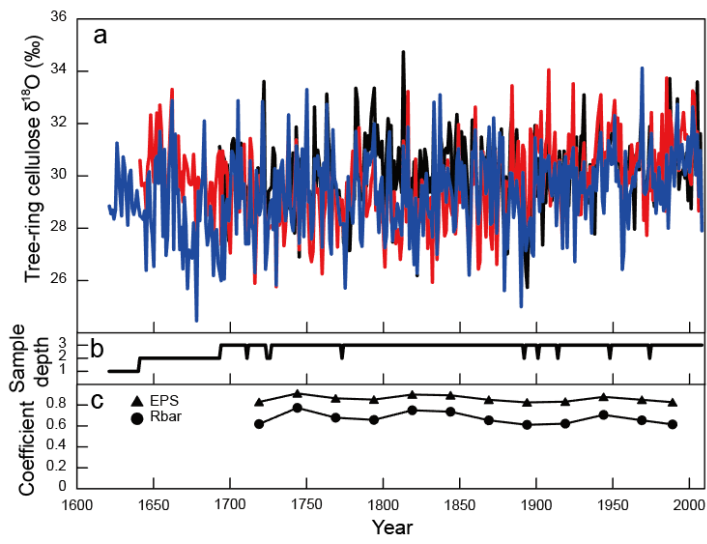 36
34
32
30
28
26
Tree-ring cellulose δ18O (‰)
a
Sample
depth
3
2
1
b
Coefficient
0.8
0.6
0.4
0.2
0
c
EPS
Rbar
1600 1650 1700 1750 1800 1850 1900 1950 2000
Year